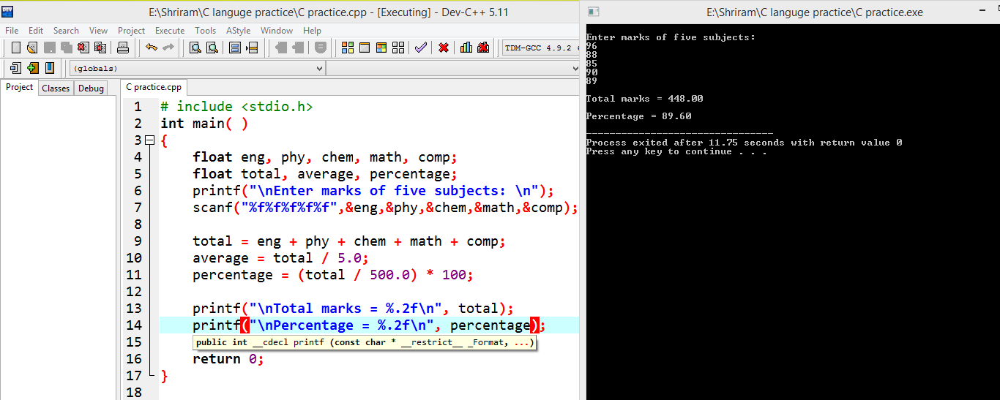 E:\Shriram\C languge practice\C practice.cpp - [Executing] - Dev-C++ 5.11
File Edit Search View Project Execute Tools AStyle Window Help
TDM-GCC 4.9.2
(globals)
Project Classes Debug
C practice.cpp
1 # include <stdio.h>
2 int main( )
3 {
4 float eng, phy, chem, math, comp;
5 float total, average, percentage;
6 printf("\nEnter marks of five subjects: \n");
7 scanf("%f%f%f%f%f",&eng,&phy,&chem,&math,&comp);
8
9 total = eng + phy + chem + math + comp;
10 average = total / 5.0;
11 percentage = (total / 500.0) * 100;
12
13 printf("\nTotal marks = %.2f\n", total);
14 printf("\nPercentage = %.2f\n", percentage);
15 public int __cdecl printf (const char * __restrict__ _Format, ...)
16 return 0;
17 }
18
E:\Shriram\C languge practice\C practice.exe
Enter marks of five subjects:
96
88
85
90
89
Total marks = 448.00
Percentage = 89.60
--------------------------------
Process exited after 11.75 seconds with return value 0
Press any key to continue . . .